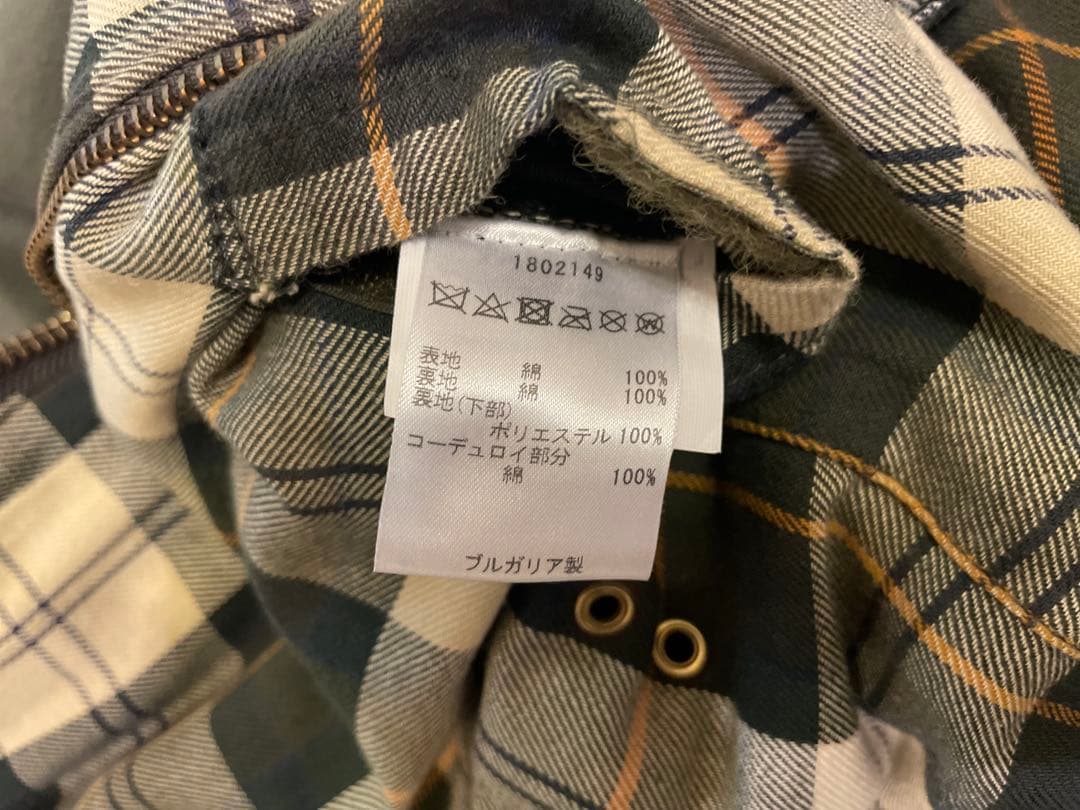 1802149
表地 綿 100%
裏地 綿 100%
裏地(下部)
ポリエステル 100%
コーデュロイ部分
綿 100%
ブルガリア製